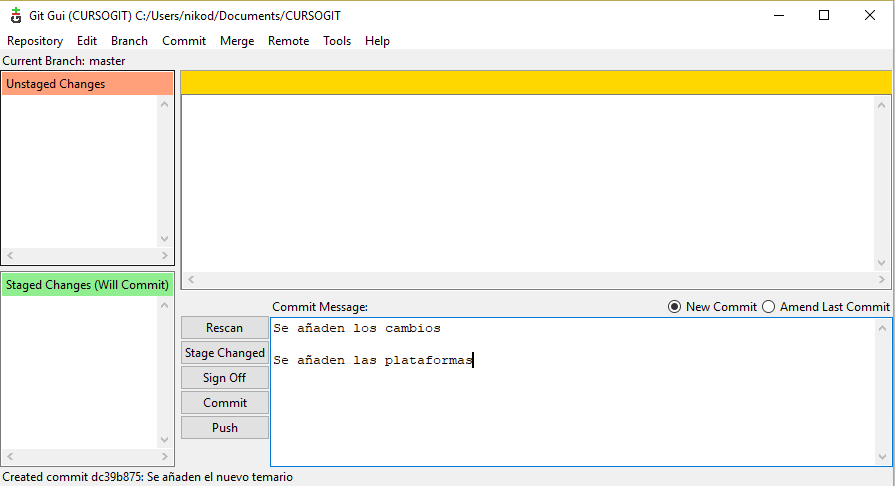 Git Gui (CURSOGIT) C:/Users/nikod/Documents/CURSOGIT
Repository Edit Branch Commit Merge Remote Tools Help
Current Branch: master
Unstaged Changes
Staged Changes (Will Commit)
Commit Message:
New Commit
Amend Last Commit
Rescan
Stage Changed
Sign Off
Commit
Push
Se añaden los cambios
Se añaden las plataformas
Created commit dc39b875: Se añaden el nuevo temario